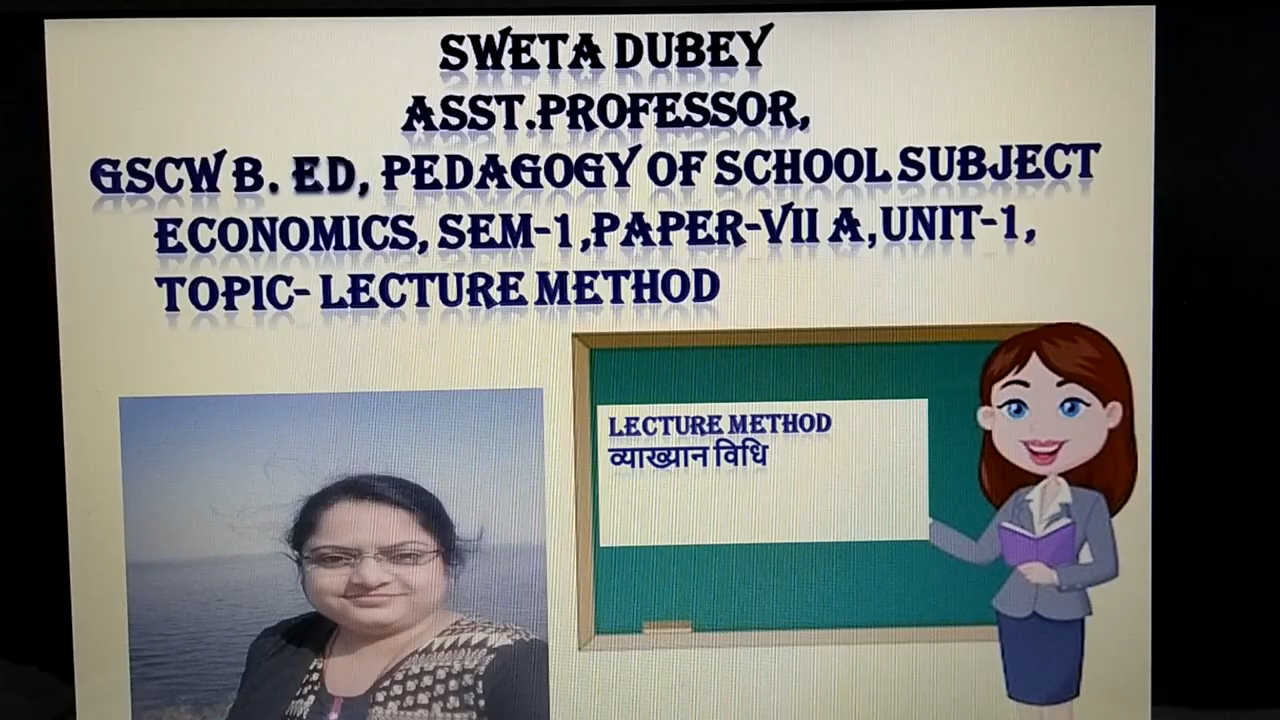 SWETA DUBEY
ASST.PROFESSOR,
GSCW B. ED, PEDAGOGY OF SCHOOL SUBJECT
ECONOMICS, SEM-1,PAPER-VII A,UNIT-1,
TOPIC- LECTURE METHOD
LECTURE METHOD
व्याख्यान विधि